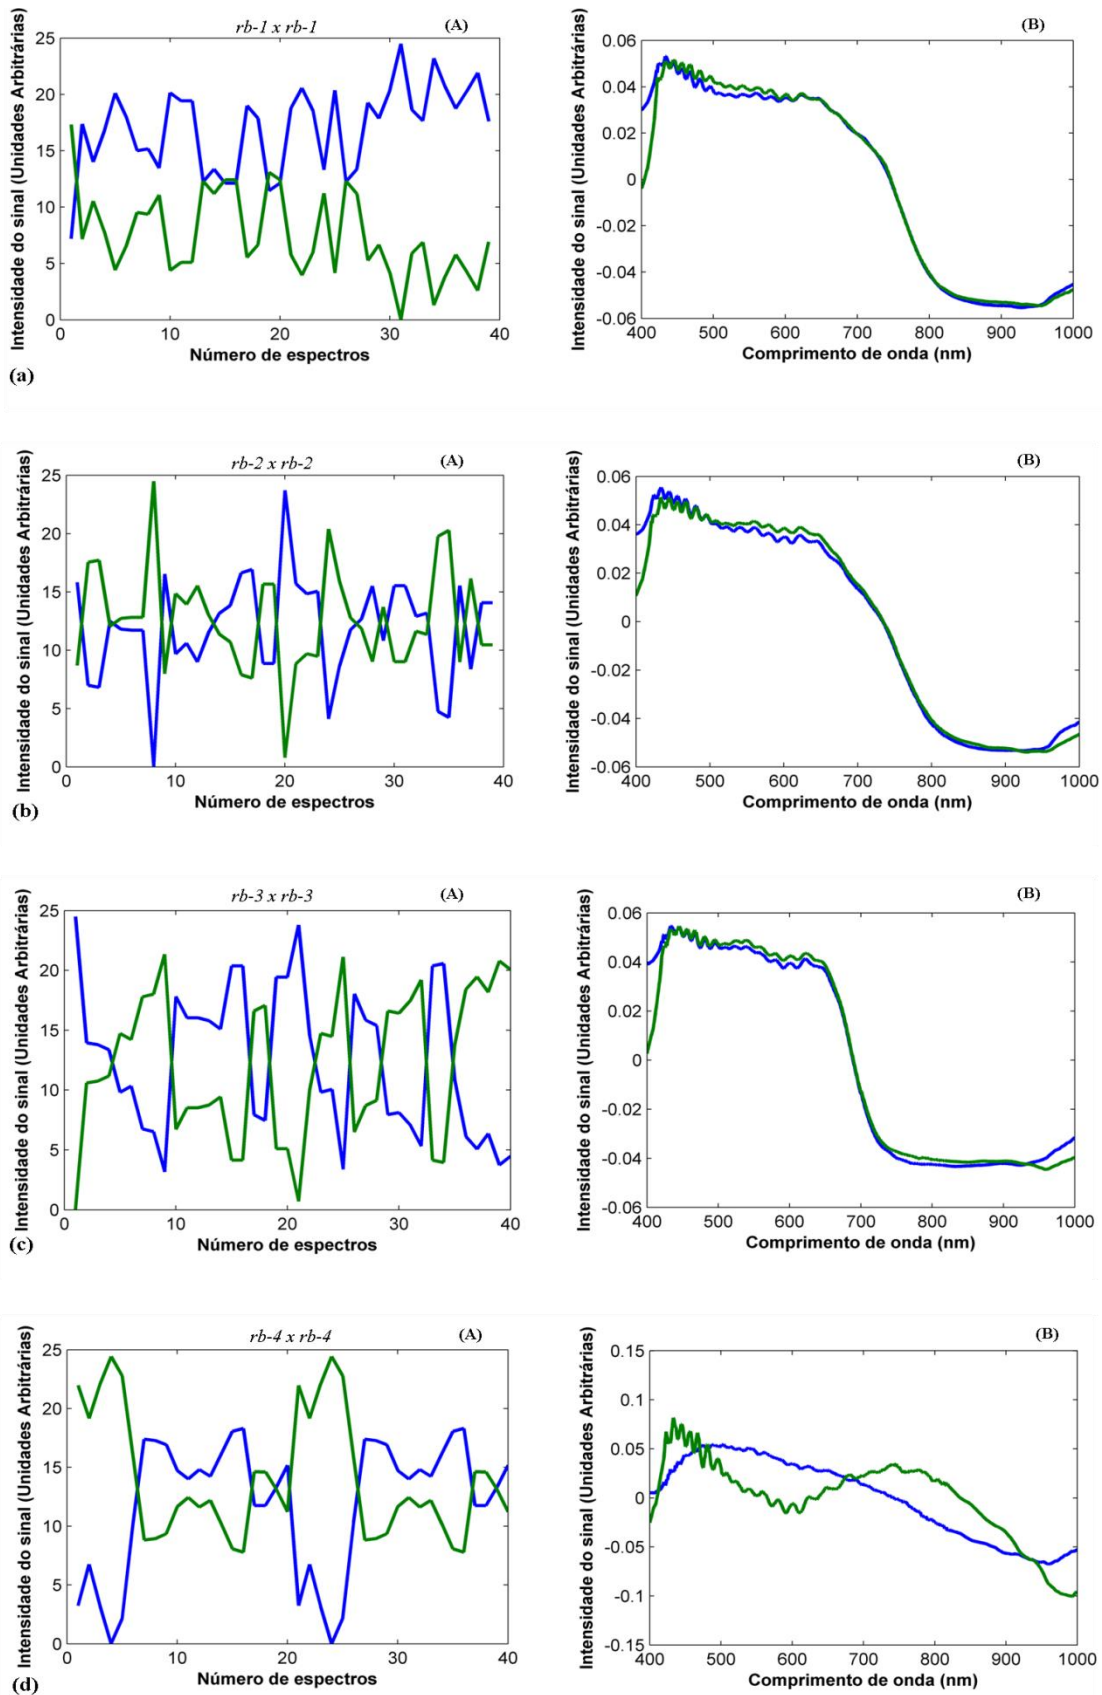 rb-1 x rb-1 (A)
(B)
Intensidade do sinal (Unidades Arbitrárias)
25
20
15
10
5
0
0 10 20 30 40
Número de espectros
Intensidade do sinal (Unidades Arbitrárias)
0.06
0.04
0.02
0
-0.02
-0.04
-0.06
400 500 600 700 800 900 1000
Comprimento de onda (nm)
(a)
rb-2 x rb-2 (A)
(B)
Intensidade do sinal (Unidades Arbitrárias)
25
20
15
10
5
0
0 10 20 30 40
Número de espectros
Intensidade do sinal (Unidades Arbitrárias)
0.06
0.04
0.02
0
-0.02
-0.04
-0.06
400 500 600 700 800 900 1000
Comprimento de onda (nm)
(b)
rb-3 x rb-3 (A)
(B)
Intensidade do sinal (Unidades Arbitrárias)
25
20
15
10
5
0
0 10 20 30 40
Número de espectros
Intensidade do sinal (Unidades Arbitrárias)
0.06
0.04
0.02
0
-0.02
-0.04
-0.06
400 500 600 700 800 900 1000
Comprimento de onda (nm)
(c)
rb-4 x rb-4 (A)
(B)
Intensidade do sinal (Unidades Arbitrárias)
25
20
15
10
5
0
0 10 20 30 40
Número de espectros
Intensidade do sinal (Unidades Arbitrárias)
0.15
0.1
0.05
0
-0.05
-0.1
-0.15
400 500 600 700 800 900 1000
Comprimento de onda (nm)
(d)